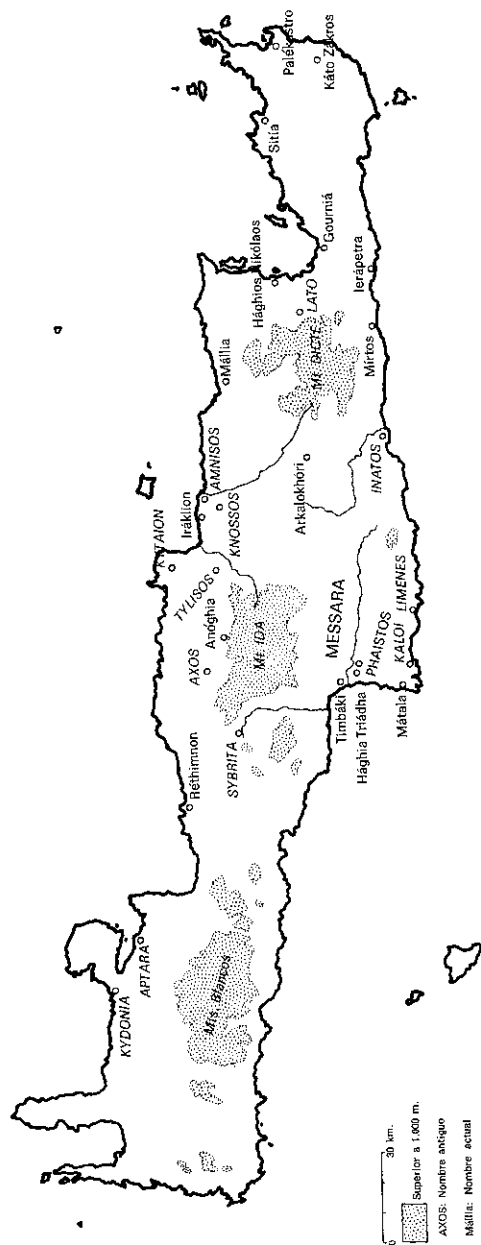 KYDONIA
APTARA
Mts. Blancos
Réthimnon
SYBRITA
AXOS
Anóghia
Mt. IDA
TYLISOS
KYTAION
Iráklion
AMNISOS
KNOSSOS
Arkalokhóri
MESSARA
Timbáki
Hághia Triádha
PHAISTOS
Mátala
KALOI LIMENES
INATOS
Mállia
Hághios Nikólaos
LATO
Mt. DICTE
Gourniá
Mírtos
Ierápetra
Sitía
Palékastro
Káto Zákros
0 30 km.
Superior a 1.000 m.
AXOS: Nombre antiguo
Mállia: Nombre actual